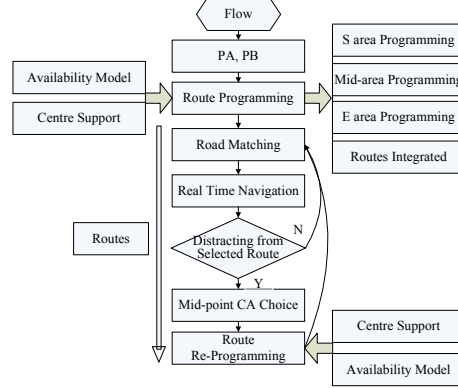 Flow
PA, PB
Availability Model
Centre Support
Route Programming
S area Programming
Mid-area Programming
E area Programming
Routes Integrated
Road Matching
Real Time Navigation
Routes
Distracting from
Selected Route
N
Y
Mid-point CA Choice
Route
Re-Programming
Centre Support
Availability Model